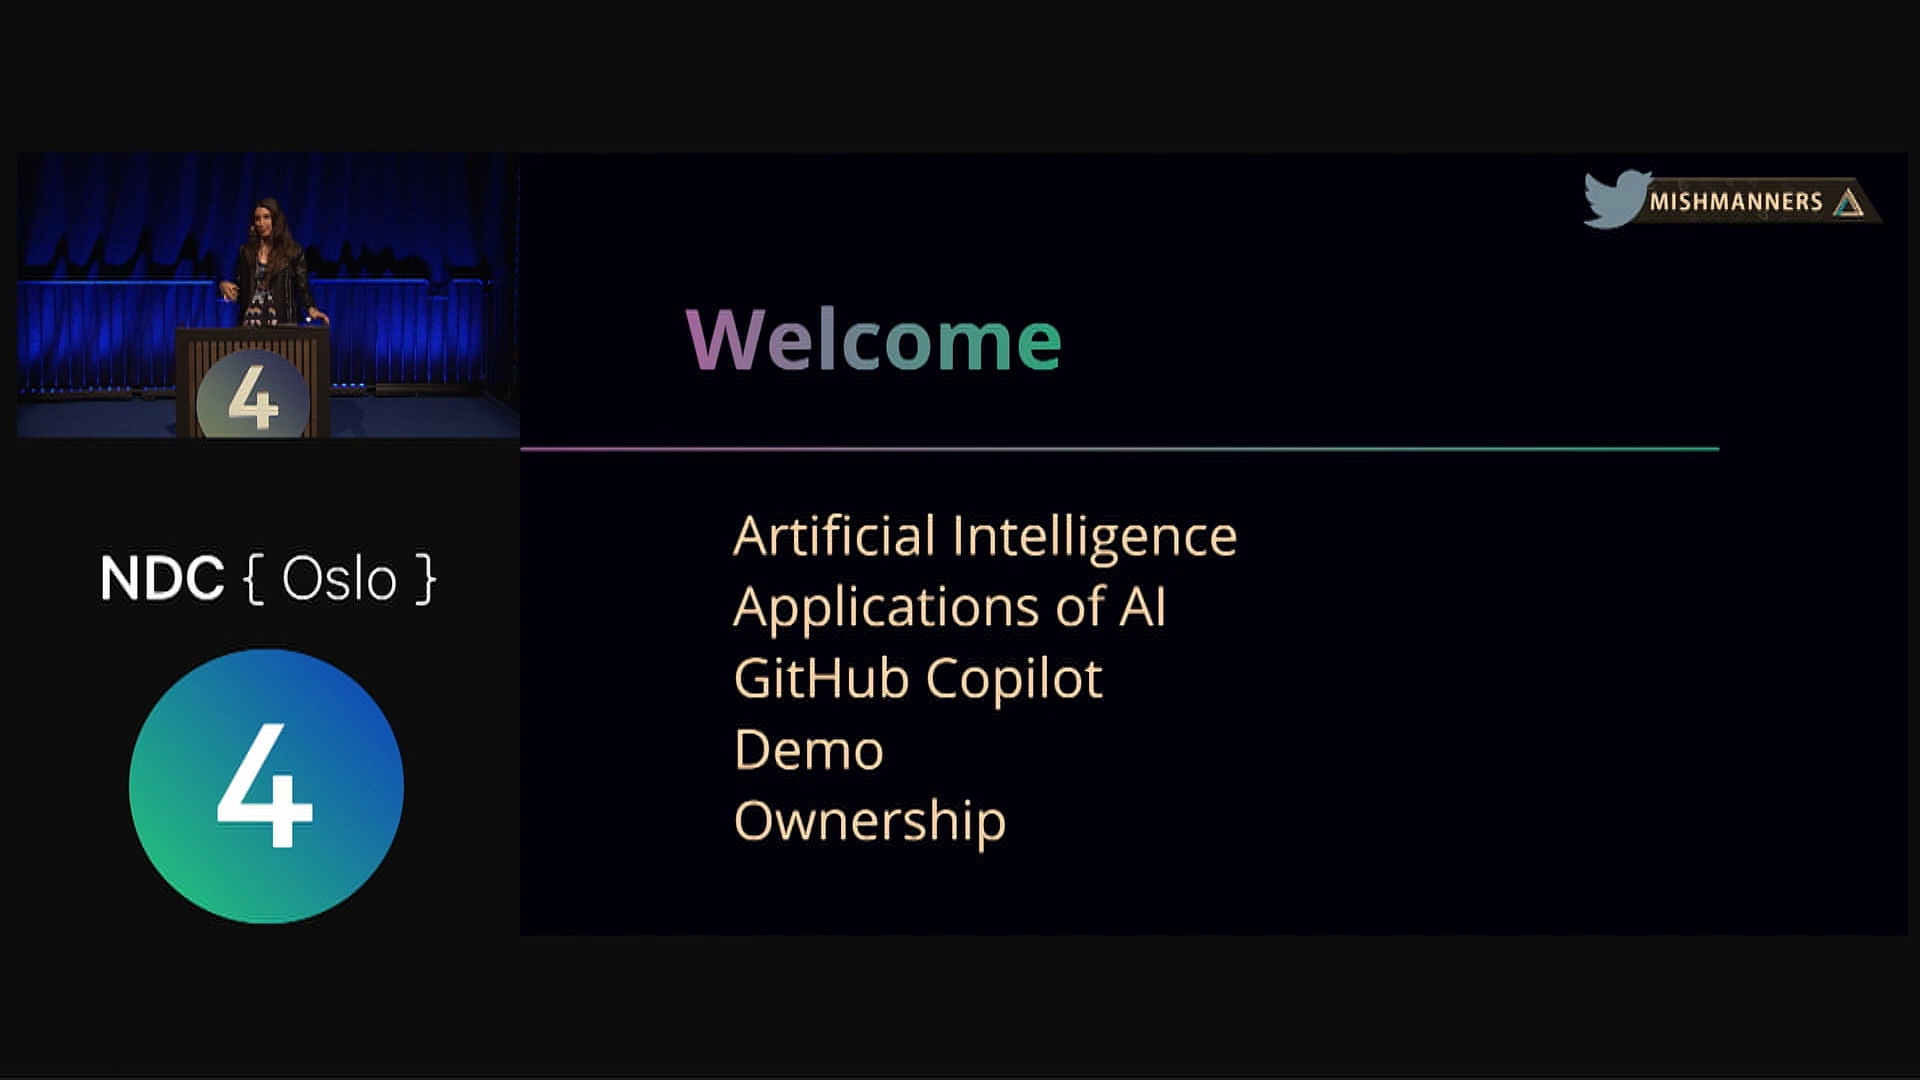 MISHMANNERS
Welcome
4
Artificial Intelligence
Applications of AI
GitHub Copilot
Demo
Ownership
NDC { Oslo }
4